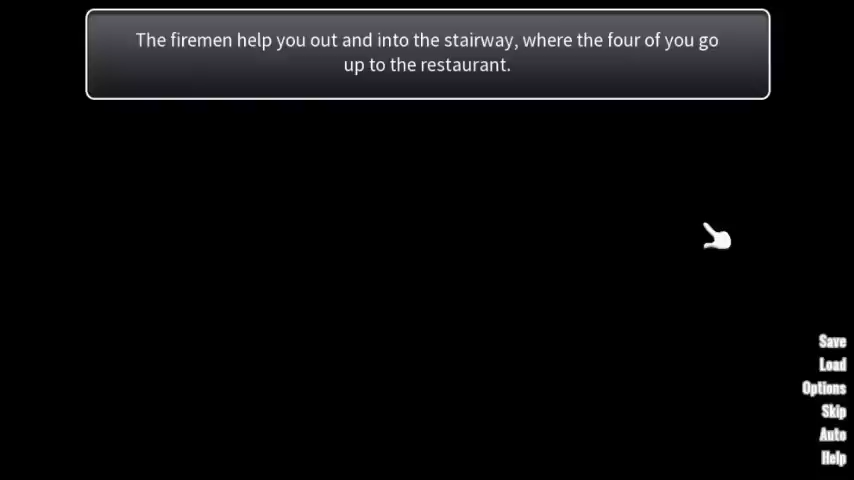 The firemen help you out and into the stairway, where the four of you go
up to the restaurant.
Save
Load
Options
Skip
Auto
Help